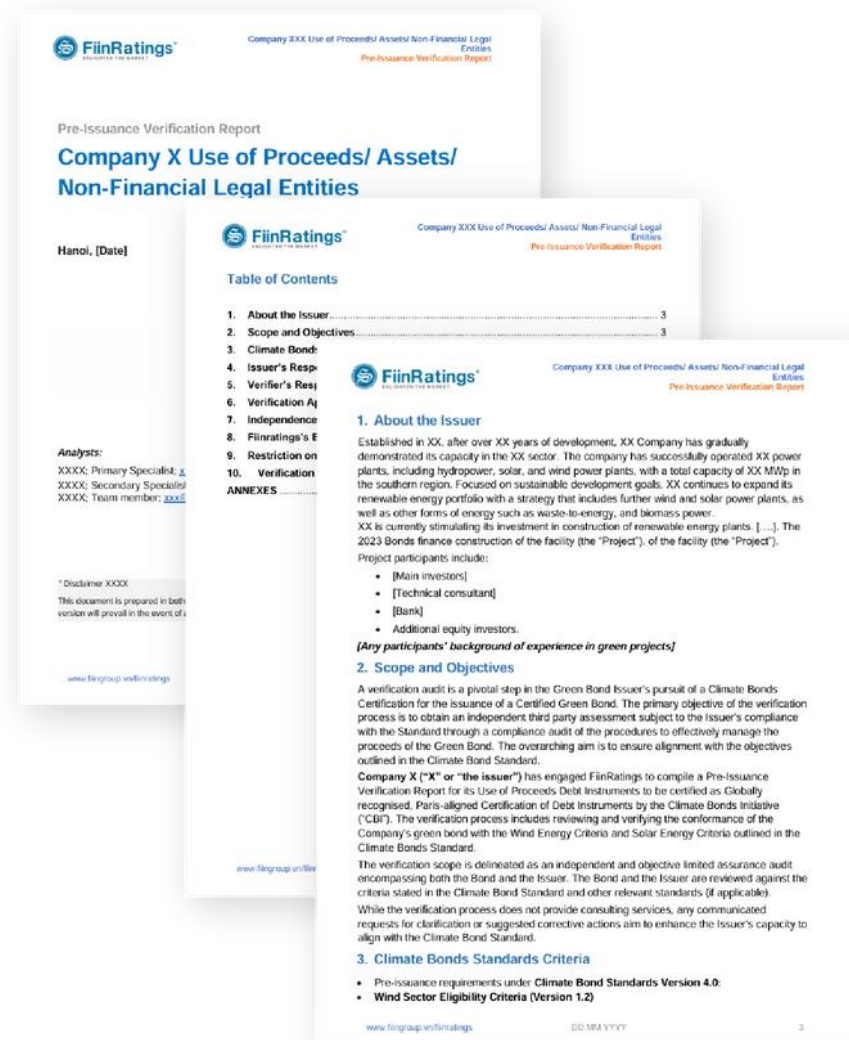 FiinRatings
ENLIGHTEN THE MARKET
Company XXX Use of Proceeds/ Assets/ Non-Financial Legal
Entities
Pre-Issuance Verification Report
Pre-Issuance Verification Report
Company X Use of Proceeds/ Assets/
Non-Financial Legal Entities
Hanoi, [Date]
Analysts:
XXXX; Primary Specialist;
XXXX; Secondary Specialist
XXXX; Team member;
* Disclaimer XXXX
This document is prepared in both
version will prevail in the event of a
www.fiingroup.vn/fiinratings
FiinRatings
ENLIGHTEN THE MARKET
Company XXX Use of Proceeds/ Assets/ Non-Financial Legal
Entities
Pre-Issuance Verification Report
Table of Contents
1. About the Issuer 3
2. Scope and Objectives 3
3. Climate Bonds
4. Issuer's Resp
5. Verifier's Resp
6. Verification Ap
7. Independence
8. Fiinratings's E
9. Restriction on
10. Verification
ANNEXES
www.fiingroup.vn/fiin
FiinRatings
ENLIGHTEN THE MARKET
Company XXX Use of Proceeds/ Assets/ Non-Financial Legal
Entities
Pre-Issuance Verification Report
1. About the Issuer
Established in XX, after over XX years of development, XX Company has gradually
demonstrated its capacity in the XX sector. The company has successfully operated XX power
plants, including hydropower, solar, and wind power plants, with a total capacity of XX MWp in
the southern region. Focused on sustainable development goals, XX continues to expand its
renewable energy portfolio with a strategy that includes further wind and solar power plants, as
well as other forms of energy such as waste-to-energy, and biomass power.
XX is currently stimulating its investment in construction of renewable energy plants. [….]. The
2023 Bonds finance construction of the facility (the “Project”). of the facility (the “Project”).
Project participants include:
• [Main investors]
• [Technical consultant]
• [Bank]
• Additional equity investors.
[Any participants' background of experience in green projects]
2. Scope and Objectives
A verification audit is a pivotal step in the Green Bond Issuer's pursuit of a Climate Bonds
Certification for the issuance of a Certified Green Bond. The primary objective of the verification
process is to obtain an independent third party assessment subject to the Issuer's compliance
with the Standard through a compliance audit of the procedures to effectively manage the
proceeds of the Green Bond. The overarching aim is to ensure alignment with the objectives
outlined in the Climate Bond Standard.
Company X (“X” or “the issuer”) has engaged FiinRatings to compile a Pre-Issuance
Verification Report for its Use of Proceeds Debt Instruments to be certified as Globally
recognised, Paris-aligned Certification of Debt Instruments by the Climate Bonds Initiative
(“CBI”). The verification process includes reviewing and verifying the conformance of the
Company's green bond with the Wind Energy Criteria and Solar Energy Criteria outlined in the
Climate Bonds Standard.
The verification scope is delineated as an independent and objective limited assurance audit
encompassing both the Bond and the Issuer. The Bond and the Issuer are reviewed against the
criteria stated in the Climate Bond Standard and other relevant standards (if applicable).
While the verification process does not provide consulting services, any communicated
requests for clarification or suggested corrective actions aim to enhance the Issuer's capacity to
align with the Climate Bond Standard.
3. Climate Bonds Standards Criteria
• Pre-issuance requirements under Climate Bond Standards Version 4.0:
• Wind Sector Eligibility Criteria (Version 1.2)
www.fiingroup.vn/fiinratings DD MM YYYY 3